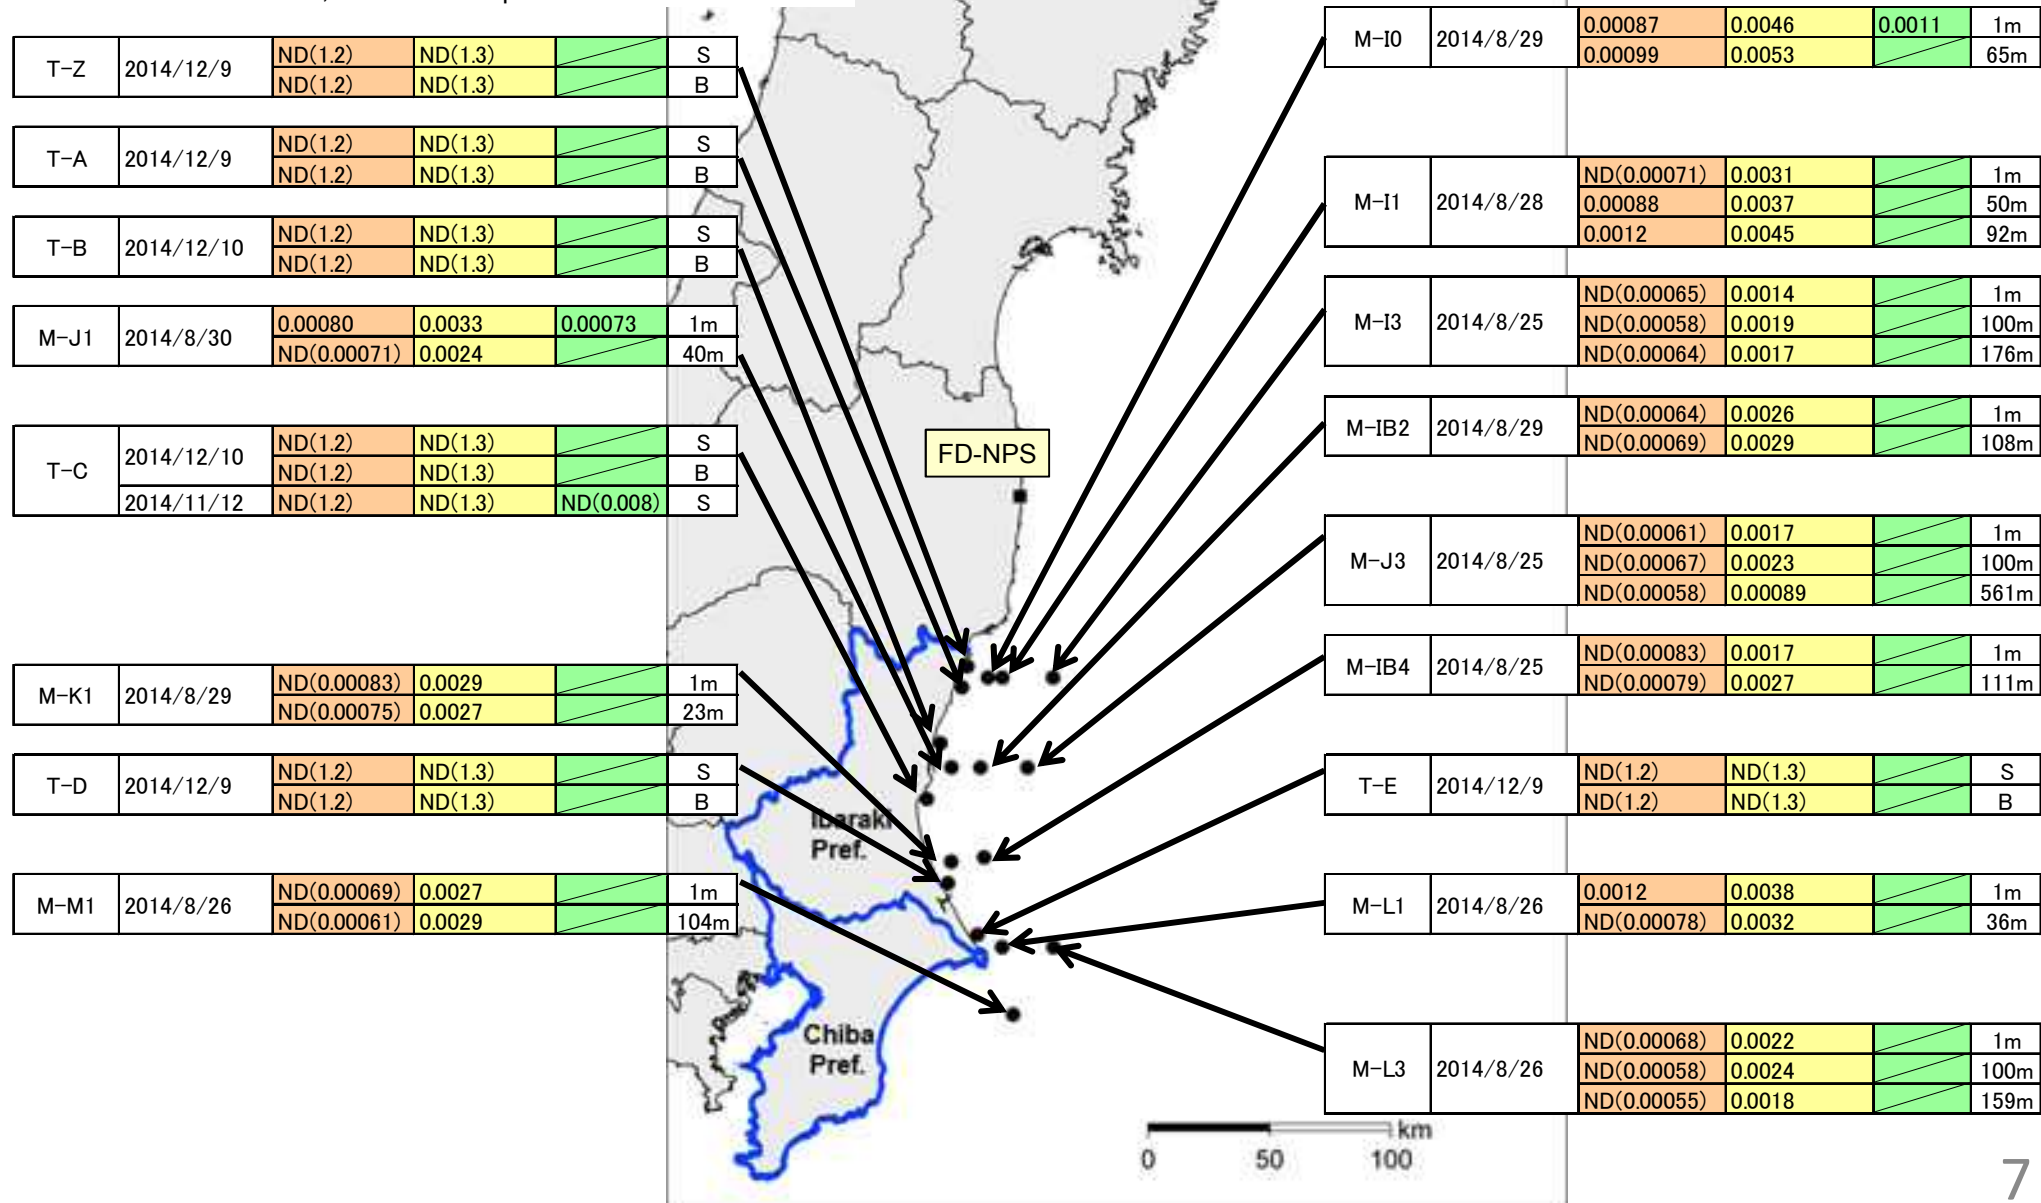 T-Z 2014/12/9 ND(1.2) ND(1.3) S
ND(1.2) ND(1.3) B
T-A 2014/12/9 ND(1.2) ND(1.3) S
ND(1.2) ND(1.3) B
T-B 2014/12/10 ND(1.2) ND(1.3) S
ND(1.2) ND(1.3) B
M-J1 2014/8/30 0.00080 0.0033 0.00073 1m
ND(0.00071) 0.0024 40m
T-C 2014/12/10 ND(1.2) ND(1.3) S
ND(1.2) ND(1.3) B
2014/11/12 ND(1.2) ND(1.3) ND(0.008) S
M-K1 2014/8/29 ND(0.00083) 0.0029 1m
ND(0.00075) 0.0027 23m
T-D 2014/12/9 ND(1.2) ND(1.3) S
ND(1.2) ND(1.3) B
M-M1 2014/8/26 ND(0.00069) 0.0027 1m
ND(0.00061) 0.0029 104m
FD-NPS
Ibaraki
Pref.
Chiba
Pref.
M-I0 2014/8/29 0.00087 0.0046 0.0011 1m
0.00099 0.0053 65m
M-I1 2014/8/28 ND(0.00071) 0.0031 1m
0.00088 0.0037 50m
0.0012 0.0045 92m
M-I3 2014/8/25 ND(0.00065) 0.0014 1m
ND(0.00058) 0.0019 100m
ND(0.00064) 0.0017 176m
M-IB2 2014/8/29 ND(0.00064) 0.0026 1m
ND(0.00069) 0.0029 108m
M-J3 2014/8/25 ND(0.00061) 0.0017 1m
ND(0.00067) 0.0023 100m
ND(0.00058) 0.00089 561m
M-IB4 2014/8/25 ND(0.00083) 0.0017 1m
ND(0.00079) 0.0027 111m
T-E 2014/12/9 ND(1.2) ND(1.3) S
ND(1.2) ND(1.3) B
M-L1 2014/8/26 0.0012 0.0038 1m
ND(0.00078) 0.0032 36m
M-L3 2014/8/26 ND(0.00068) 0.0022 1m
ND(0.00058) 0.0024 100m
ND(0.00055) 0.0018 159m
km
0 50 100
7